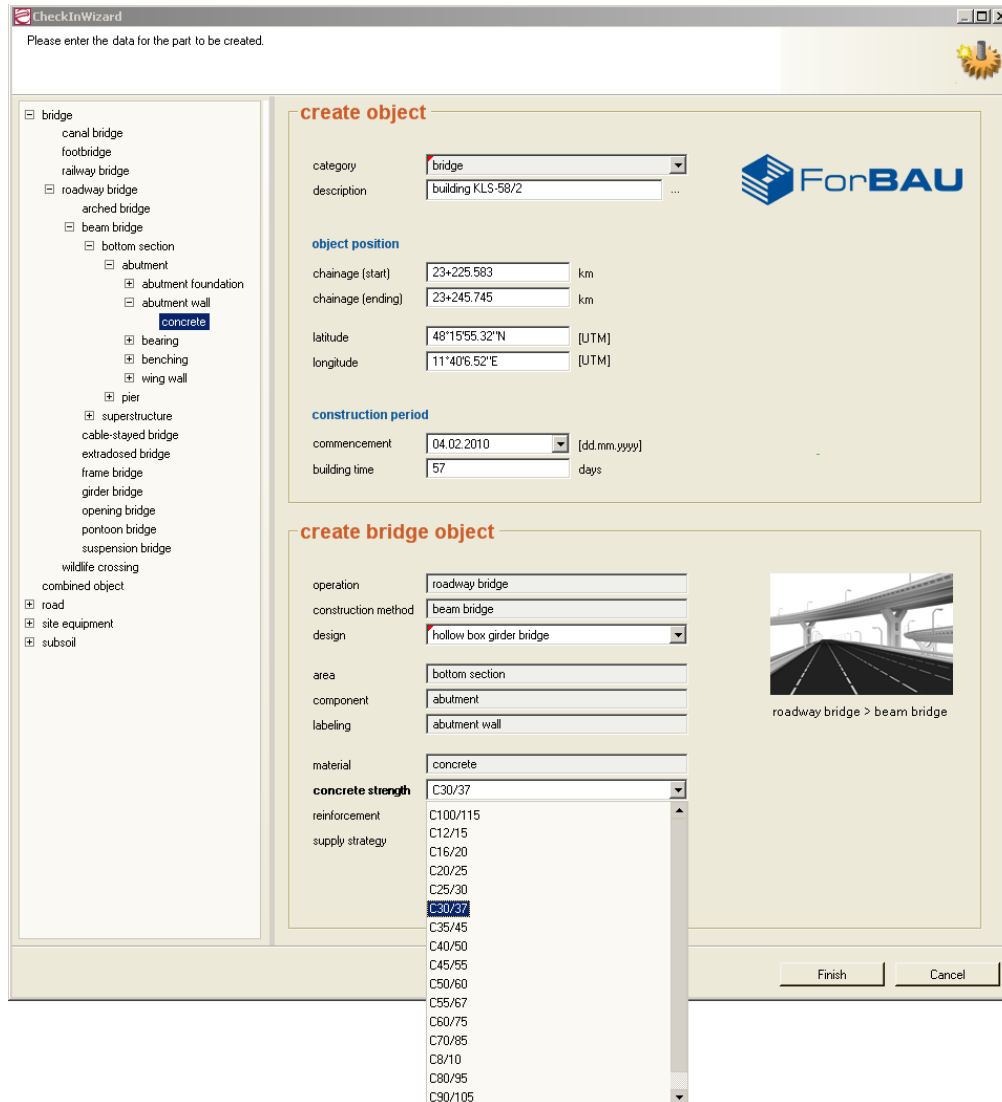 CheckInWizard
Please enter the data for the part to be created.
bridge
canal bridge
footbridge
railway bridge
roadway bridge
arched bridge
beam bridge
bottom section
abutment
abutment foundation
abutment wall
concrete
bearing
benching
wing wall
pier
superstructure
cable-stayed bridge
extradosed bridge
frame bridge
girder bridge
opening bridge
pontoon bridge
suspension bridge
wildlife crossing
combined object
road
site equipment
subsoil
create object
category bridge
description building KLS-58/2 ...
ForBAU
object position
chainage (start) 23+225.583 km
chainage (ending) 23+245.745 km
latitude 48°15'55.32"N [UTM]
longitude 11°40'6.52"E [UTM]
construction period
commencement 04.02.2010 [dd.mm.yyyy]
building time 57 days
create bridge object
operation roadway bridge
construction method beam bridge
design hollow box girder bridge
area bottom section
component abutment
labeling abutment wall
roadway bridge > beam bridge
material concrete
concrete strength C30/37
reinforcement
supply strategy
C100/115
C12/15
C16/20
C20/25
C25/30
C30/37
C35/45
C40/50
C45/55
C50/60
C55/67
C60/75
C70/85
C8/10
C80/95
C90/105
Finish Cancel